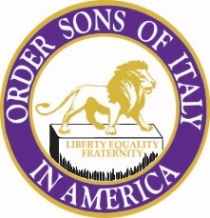 ORDER SONS OF ITALY
LIBERTY EQUALITY
FRATERNITY
IN AMERICA